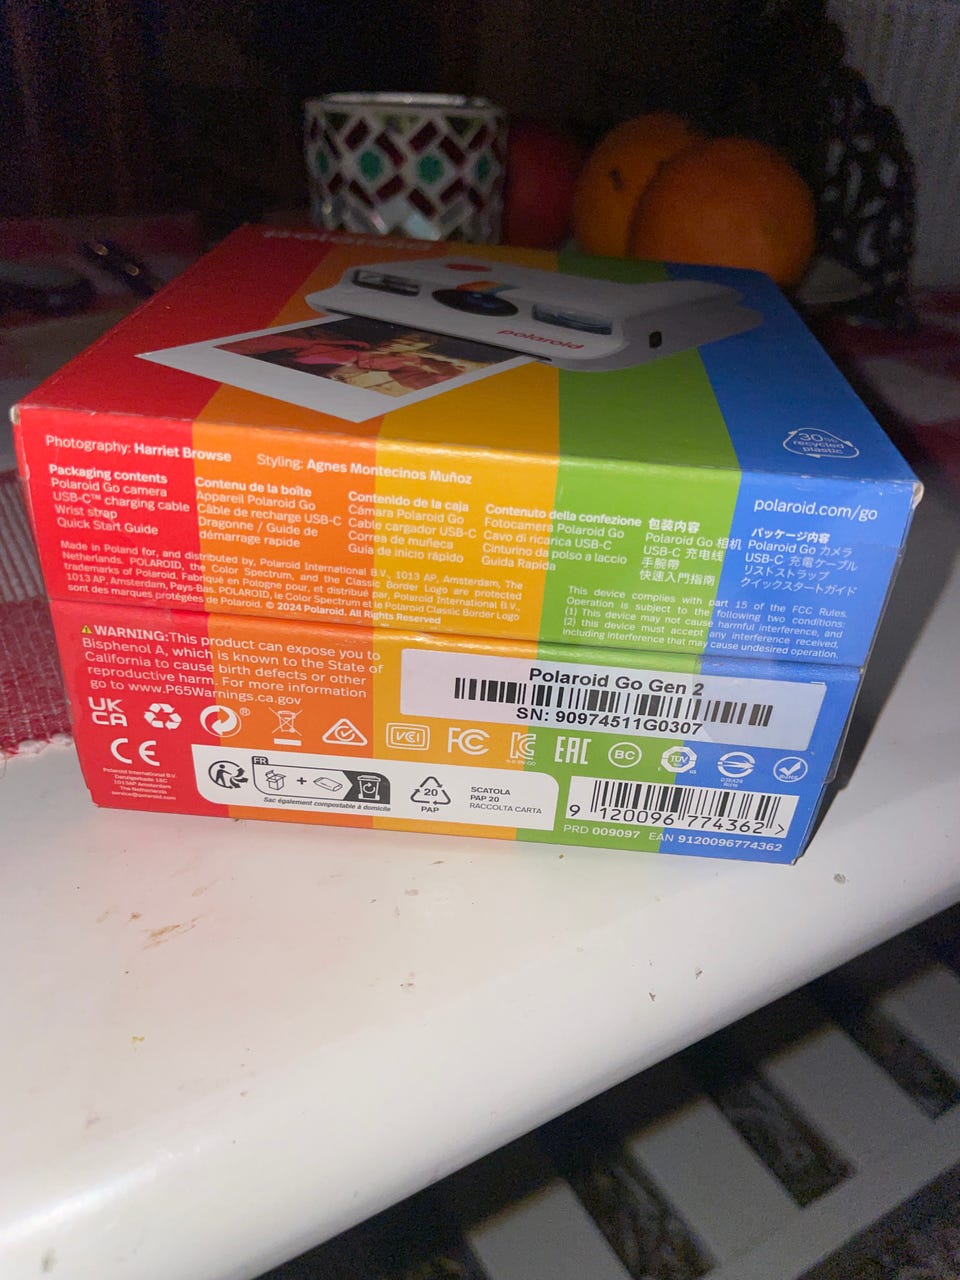 polaroid
30%
recycled
plastic
Photography: Harriet Browse
Styling: Agnes Montecinos Muñoz
polaroid.com/go
Packaging contents
Polaroid Go camera
USB-C™ charging cable
Wrist strap
Quick Start Guide
Contenu de la boîte
Appareil Polaroid Go
Câble de recharge USB-C
Dragonne / Guide de
démarrage rapide
Contenido de la caja
Cámara Polaroid Go
Cable cargador USB-C
Correa de muñeca
Guía de inicio rápido
Contenuto della confezione
Fotocamera Polaroid Go
Cavo di ricarica USB-C
Cinturino da polso a laccio
Guida Rapida
包装内容
Polaroid Go 相机
USB-C 充电线
手腕带
快速入門指南
パッケージ内容
Polaroid Go カメラ
USB-C 充電ケーブル
リストストラップ
クイックスタートガイド
Made in Poland for, and distributed by, Polaroid International B.V., 1013 AP, Amsterdam, The
Netherlands. POLAROID, the Color Spectrum, and the Classic Border Logo are protected
trademarks of Polaroid. Fabriqué en Pologne pour, et distribué par, Polaroid International B.V.,
1013 AP, Amsterdam, Pays-Bas. POLAROID, le Color Spectrum et le Polaroid Classic Border Logo
sont des marques protégées de Polaroid. © 2024 Polaroid. All Rights Reserved
This device complies with part 15 of the FCC Rules.
Operation is subject to the following two conditions:
(1) This device may not cause harmful interference, and
(2) this device must accept any interference received,
including interference that may cause undesired operation.
WARNING: This product can expose you to
Bisphenol A, which is known to the State of
California to cause birth defects or other
reproductive harm. For more information
go to www.P65Warnings.ca.gov
Polaroid Go Gen 2
SN: 90974511G0307
UK
CA
®
VCI
FC
EAC
BC
TÜV
CE
Polaroid International B.V.
Danzigerkade 16C
1013AP Amsterdam
The Netherlands
service@polaroid.com
FR
+
Sac également compostable à domicile
20
PAP
SCATOLA
PAP 20
RACCOLTA CARTA
9 120096 774362 >
PRD 009097 EAN 9120096774362